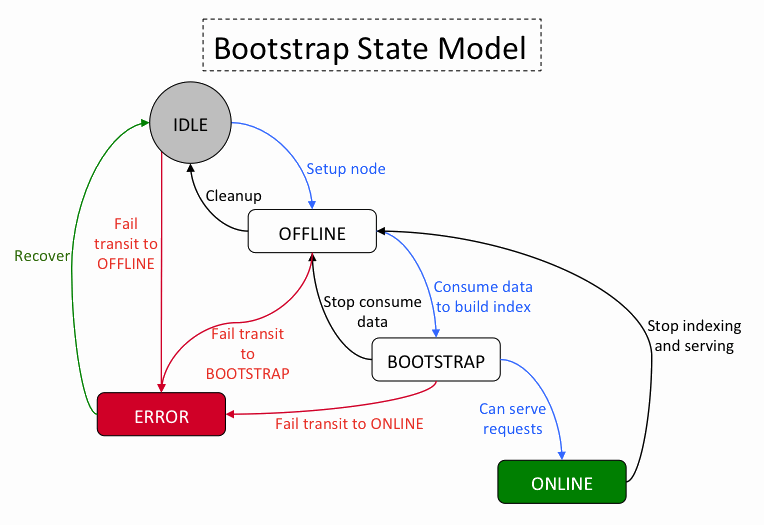 Bootstrap State Model
IDLE
Setup node
Cleanup
Fail
transit to
OFFLINE
Recover
OFFLINE
Consume data
to build index
Stop consume
data
Stop indexing
and serving
Fail transit
to
BOOTSTRAP
BOOTSTRAP
ERROR
Fail transit to ONLINE
Can serve
requests
ONLINE